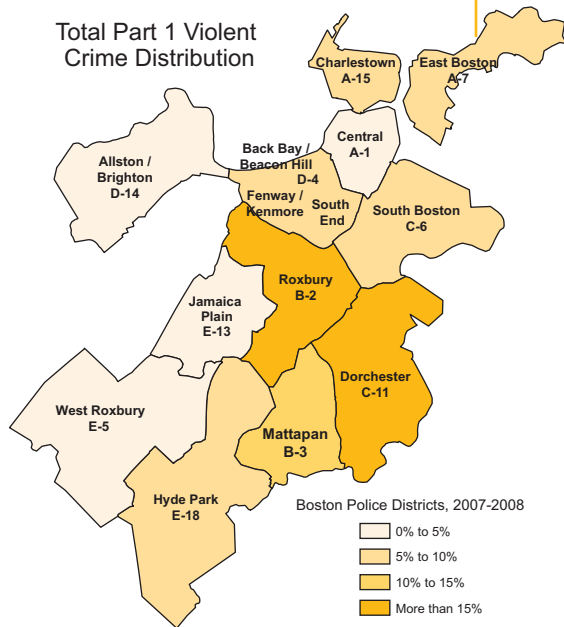 Total Part 1 Violent
Crime Distribution
Charlestown
A-15
East Boston
A-7
Central
A-1
Back Bay /
Beacon Hill
D-4
Allston /
Brighton
D-14
Fenway /
Kenmore
South
End
South Boston
C-6
Roxbury
B-2
Jamaica
Plain
E-13
Dorchester
C-11
West Roxbury
E-5
Mattapan
B-3
Hyde Park
E-18
Boston Police Districts, 2007-2008
0% to 5%
5% to 10%
10% to 15%
More than 15%